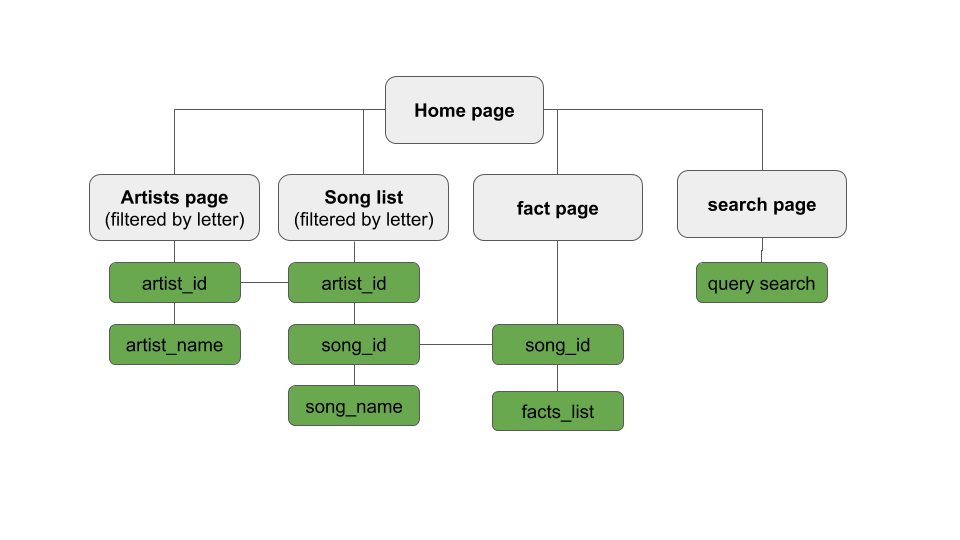 Home page
Artists page
(filtered by letter)
Song list
(filtered by letter)
fact page
search page
artist_id
artist_id
query search
artist_name
song_id
song_id
song_name
facts_list